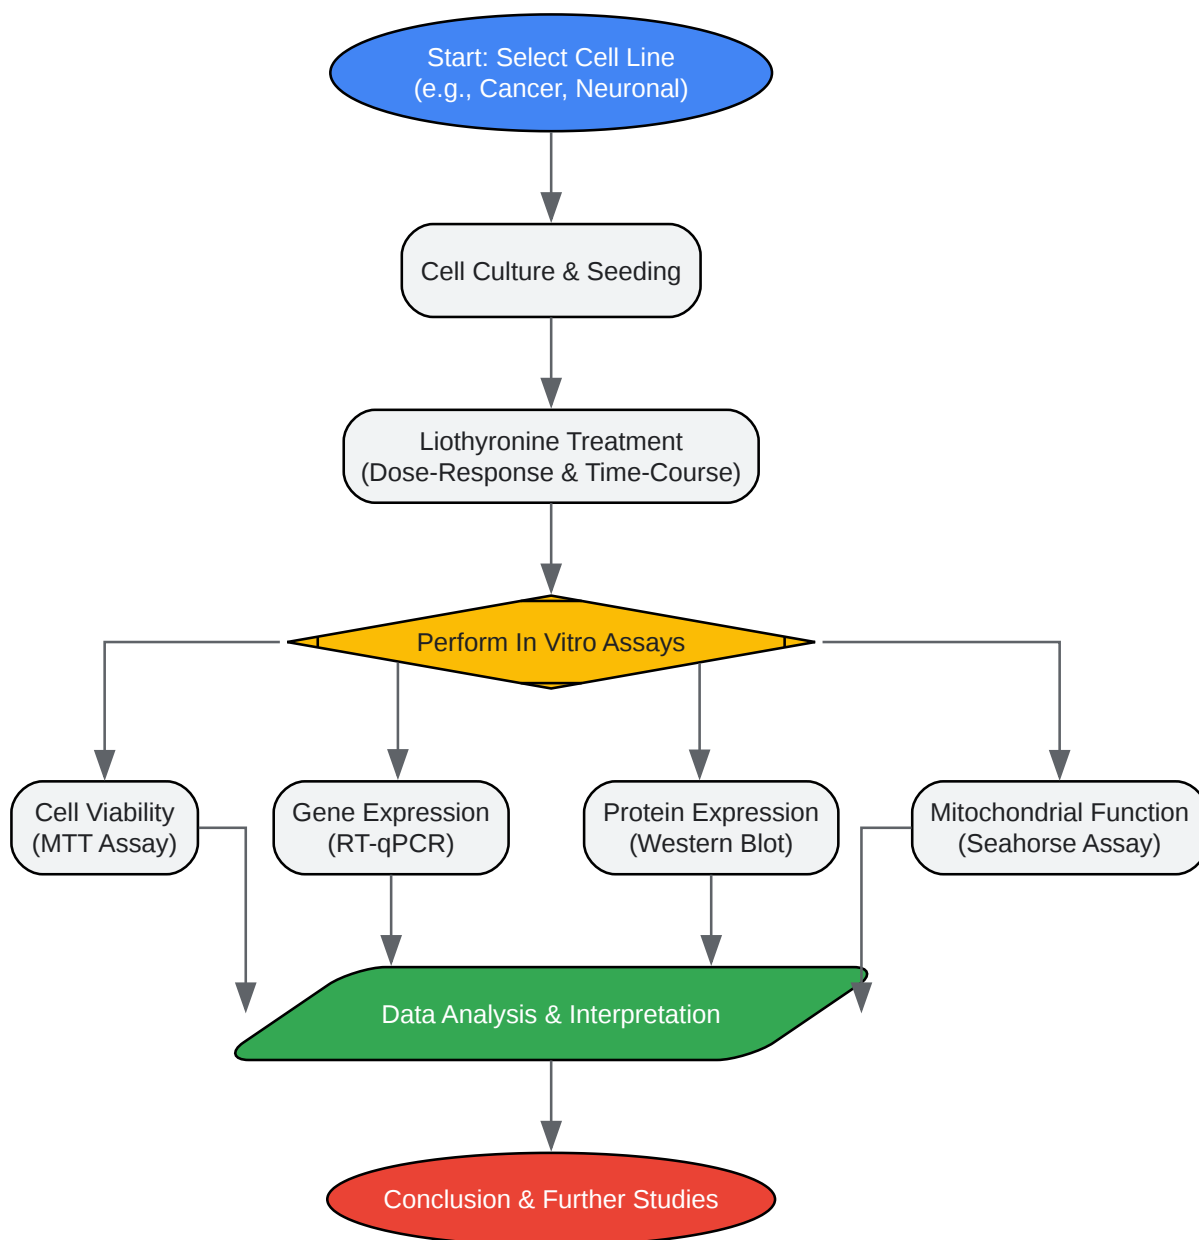 Start: Select Cell Line
(e.g., Cancer, Neuronal)
Cell Culture & Seeding
Liothyronine Treatment
(Dose-Response & Time-Course)
Perform In Vitro Assays
Cell Viability
(MTT Assay)
Gene Expression
(RT-qPCR)
Protein Expression
(Western Blot)
Mitochondrial Function
(Seahorse Assay)
Data Analysis & Interpretation
Conclusion & Further Studies